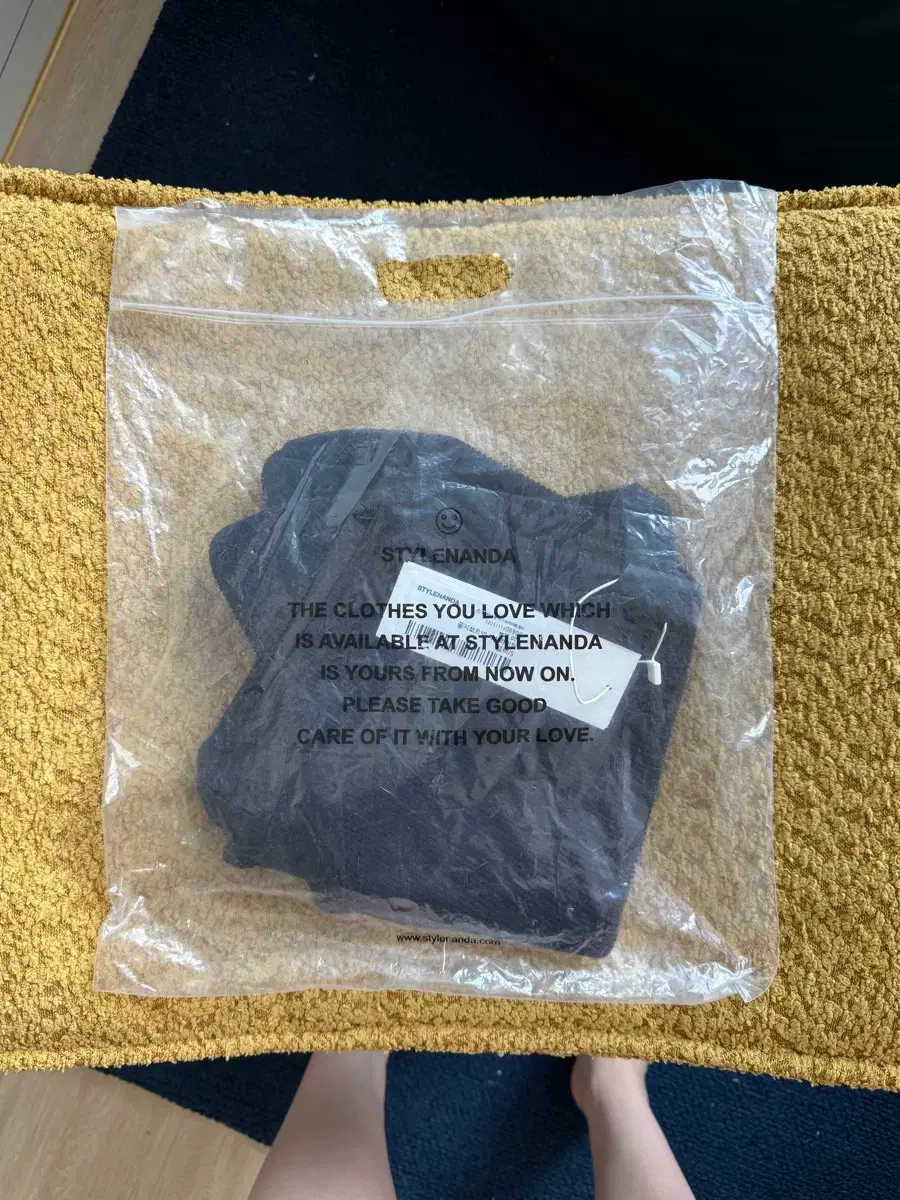 STYLENANDA
STYLENANDA
THE CLOTHES YOU LOVE WHICH
IS AVAILABLE AT STYLENANDA
IS YOURS FROM NOW ON.
PLEASE TAKE GOOD
CARE OF IT WITH YOUR LOVE.
www.stylenanda.com